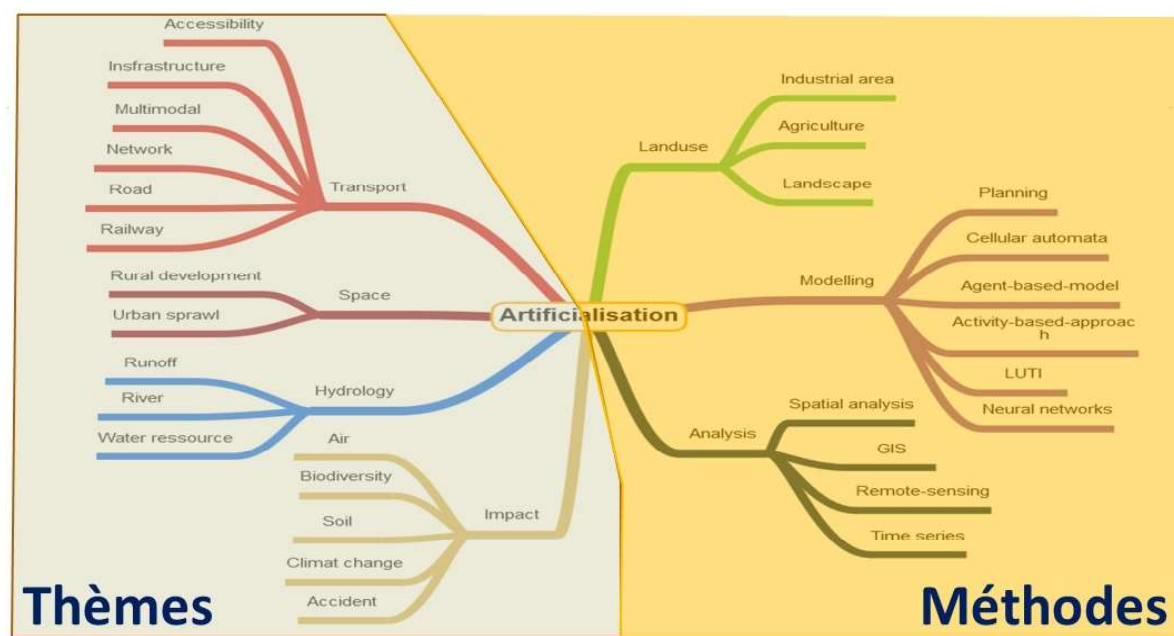 Accessibility
Insfrastructure
Multimodal
Network
Road
Railway
Transport
Rural development
Urban sprawl
Space
Runoff
River
Water ressource
Hydrology
Air
Biodiversity
Soil
Climat change
Accident
Impact
Thèmes
Artificialisation
Landuse
Industrial area
Agriculture
Landscape
Modelling
Planning
Cellular automata
Agent-based-model
Activity-based-approac
h
LUTI
Neural networks
Analysis
Spatial analysis
GIS
Remote-sensing
Time series
Méthodes